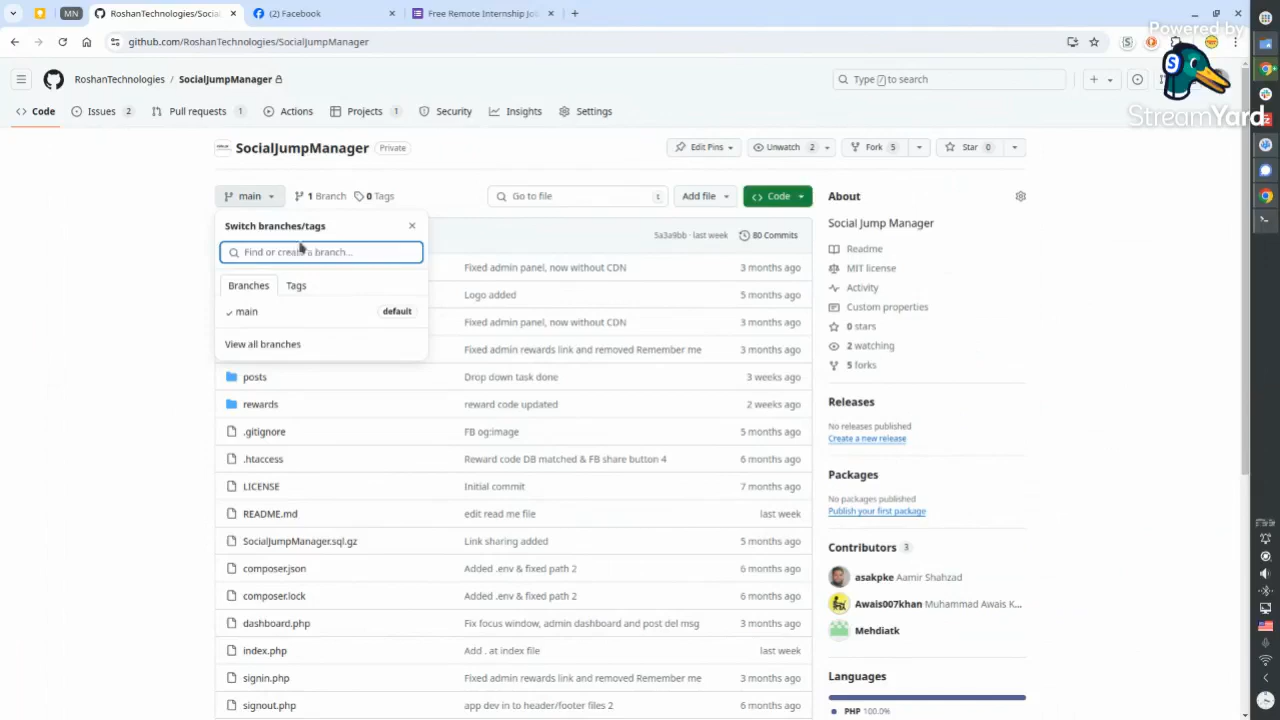 MN
RoshanTechnologies/Social
(2) Facebook
Free Remote Internship Jo
github.com/RoshanTechnologies/SocialJumpManager
Powered by
StreamYard
RoshanTechnologies / SocialJumpManager
Type / to search
Code
Issues 2
Pull requests 1
Actions
Projects 1
Security
Insights
Settings
SocialJumpManager
Private
Edit Pins
Unwatch 2
Fork 5
Star 0
main
1 Branch
0 Tags
Go to file
t
Add file
Code
Switch branches/tags
Find or create a branch...
Branches
Tags
main
default
View all branches
5a3a9bb · last week
80 Commits
Fixed admin panel, now without CDN
3 months ago
Logo added
5 months ago
Fixed admin panel, now without CDN
3 months ago
Fixed admin rewards link and removed Remember me
3 months ago
posts
Drop down task done
3 weeks ago
rewards
reward code updated
2 weeks ago
.gitignore
FB og:image
5 months ago
.htaccess
Reward code DB matched & FB share button 4
6 months ago
LICENSE
Initial commit
7 months ago
README.md
edit read me file
last week
SocialJumpManager.sql.gz
Link sharing added
5 months ago
composer.json
Added .env & fixed path 2
6 months ago
composer.lock
Added .env & fixed path 2
6 months ago
dashboard.php
Fix focus window, admin dashboard and post del msg
3 months ago
index.php
Add . at index file
last week
signin.php
Fixed admin rewards link and removed Remember me
3 months ago
signout.php
app dev in to header/footer files 2
6 months ago
About
Social Jump Manager
Readme
MIT license
Activity
Custom properties
0 stars
2 watching
5 forks
Releases
No releases published
Create a new release
Packages
No packages published
Publish your first package
Contributors 3
asakpke Aamir Shahzad
Awais007khan Muhammad Awais K...
Mehdiatk
Languages
PHP 100.0%